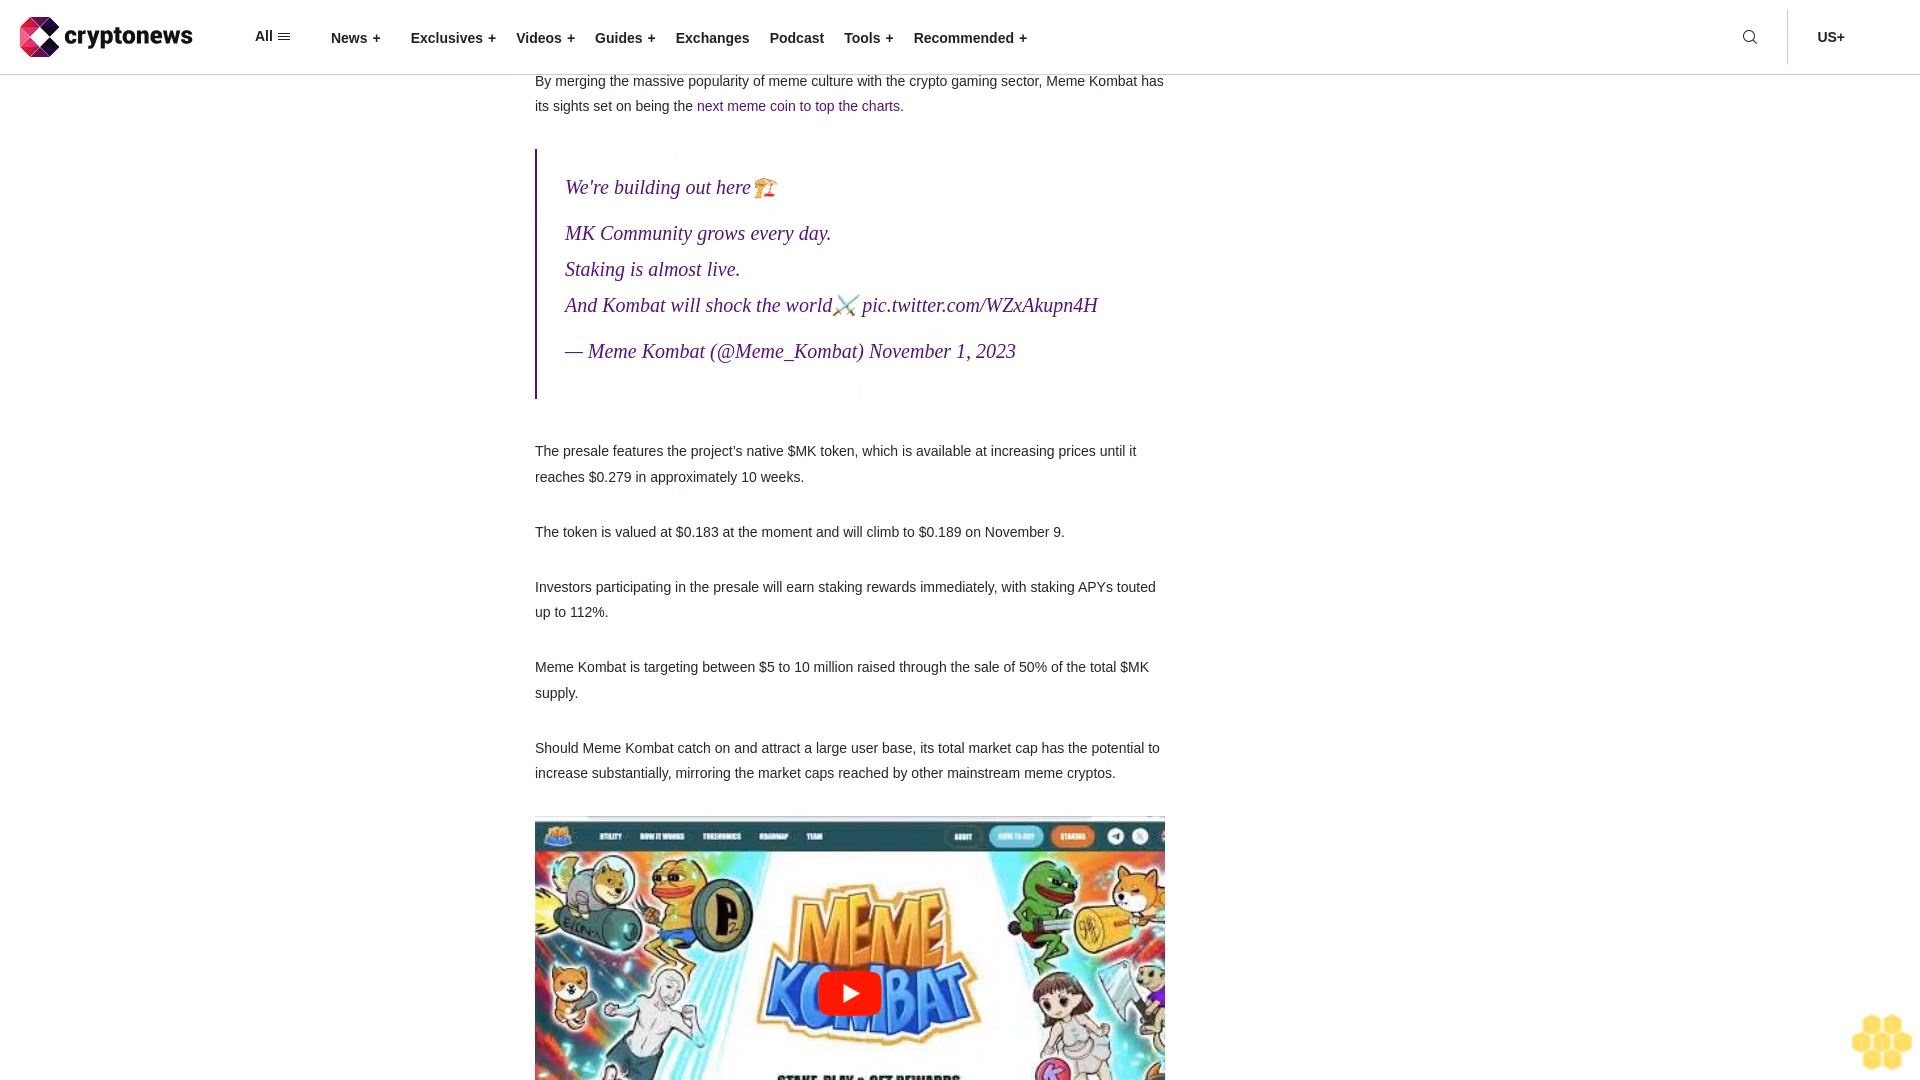 cryptonews
All
News +
Exclusives +
Videos +
Guides +
Exchanges
Podcast
Tools +
Recommended +
US+
By merging the massive popularity of meme culture with the crypto gaming sector, Meme Kombat has
its sights set on being the next meme coin to top the charts.
We're building out here🏗️
MK Community grows every day.
Staking is almost live.
And Kombat will shock the world⚔️ pic.twitter.com/WZxAkupn4H
— Meme Kombat (@Meme_Kombat) November 1, 2023
The presale features the project’s native $MK token, which is available at increasing prices until it
reaches $0.279 in approximately 10 weeks.
The token is valued at $0.183 at the moment and will climb to $0.189 on November 9.
Investors participating in the presale will earn staking rewards immediately, with staking APYs touted
up to 112%.
Meme Kombat is targeting between $5 to 10 million raised through the sale of 50% of the total $MK
supply.
Should Meme Kombat catch on and attract a large user base, its total market cap has the potential to
increase substantially, mirroring the market caps reached by other mainstream meme cryptos.
MEME KOMBAT
UTILITY
HOW IT WORKS
TOKENOMICS
ROADMAP
TEAM
AUDIT
HOW TO BUY
STAKING
MEME
KOMBAT